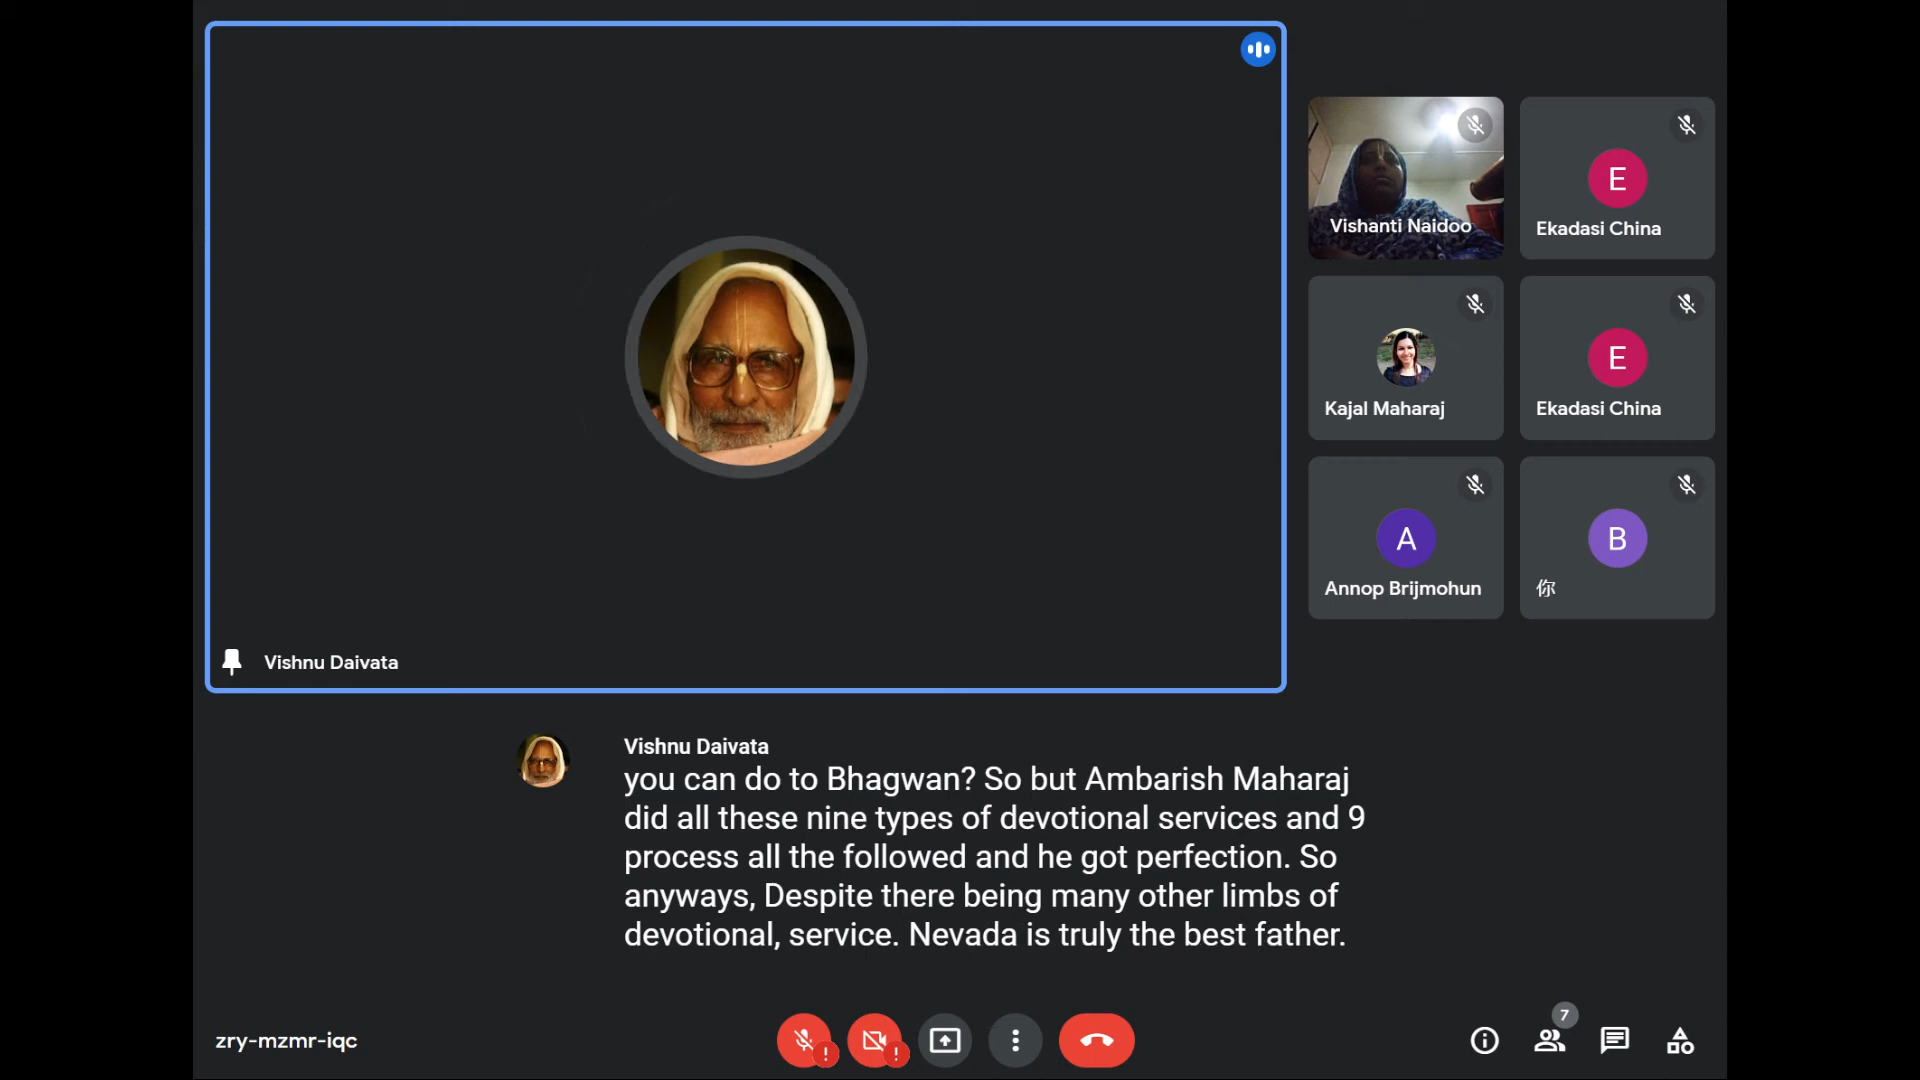 Vishanti Naidoo
E
Ekadasi China
Kajal Maharaj
E
Ekadasi China
A
Annop Brijmohun
B
你
Vishnu Daivata
Vishnu Daivata
you can do to Bhagwan? So but Ambarish Maharaj
did all these nine types of devotional services and 9
process all the followed and he got perfection. So
anyways, Despite there being many other limbs of
devotional, service. Nevada is truly the best father.
zry-mzmr-iqc
!
!
7